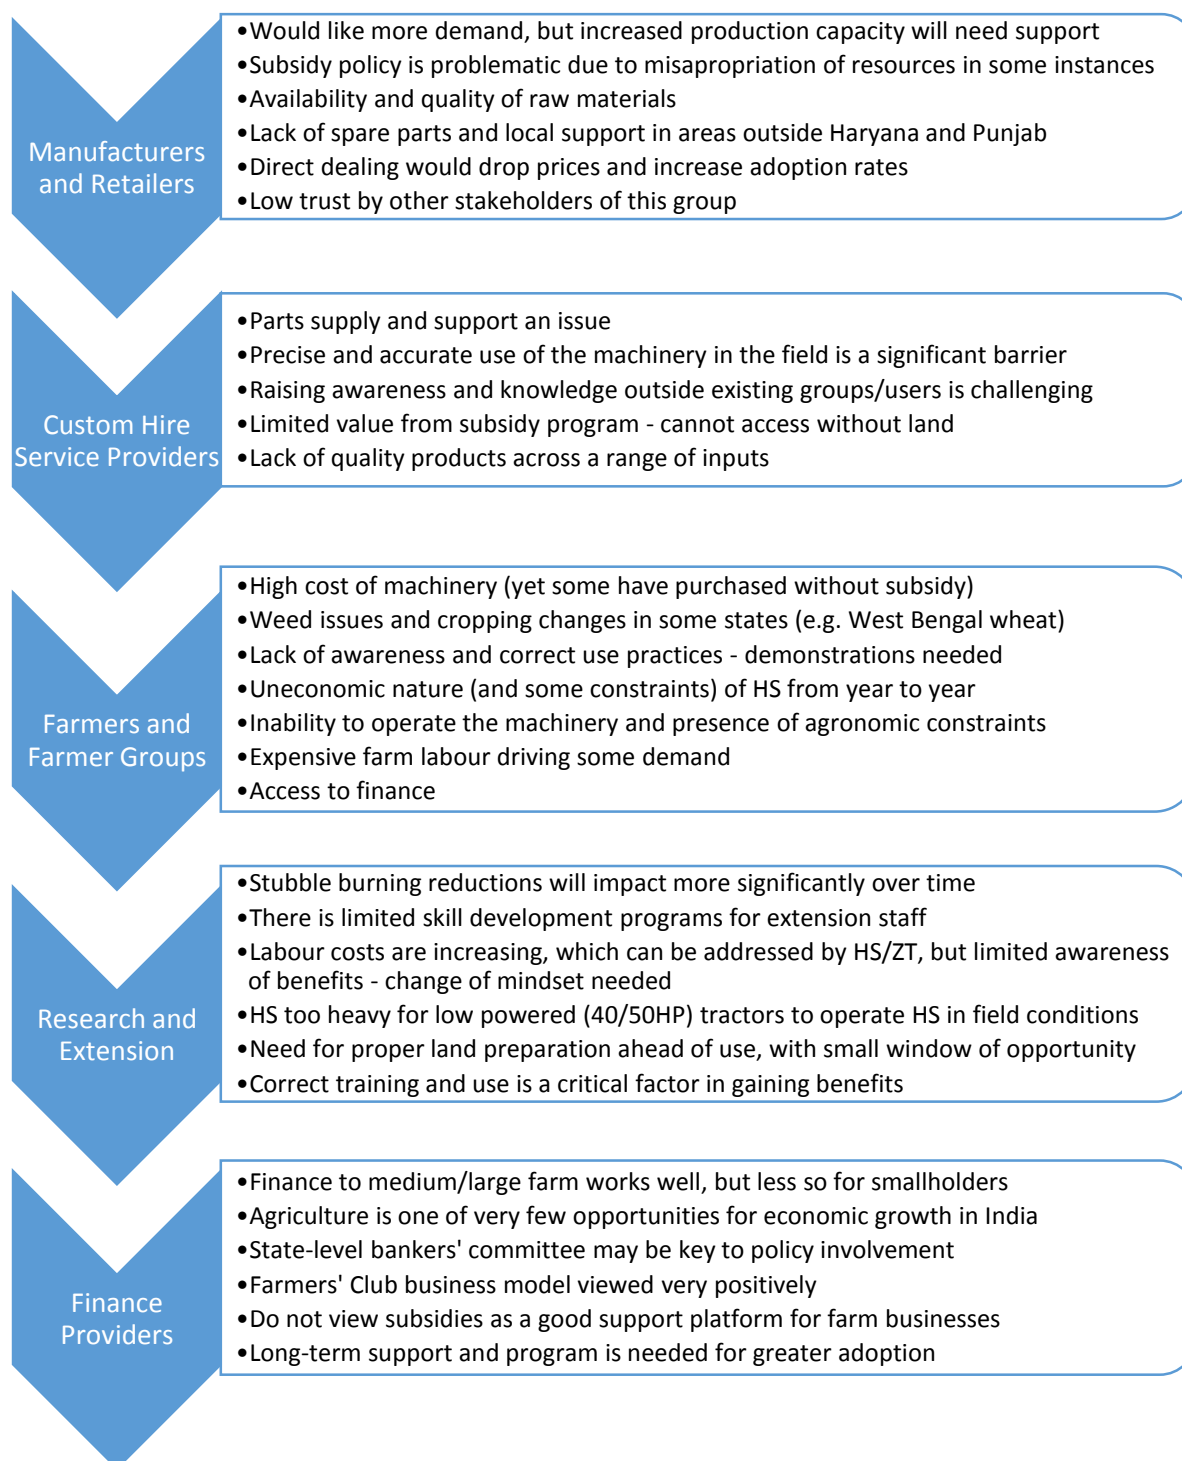 Manufacturers
and Retailers
•Would like more demand, but increased production capacity will need support
•Subsidy policy is problematic due to misapropriation of resources in some instances
•Availability and quality of raw materials
•Lack of spare parts and local support in areas outside Haryana and Punjab
•Direct dealing would drop prices and increase adoption rates
•Low trust by other stakeholders of this group
Custom Hire
Service Providers
•Parts supply and support an issue
•Precise and accurate use of the machinery in the field is a significant barrier
•Raising awareness and knowledge outside existing groups/users is challenging
•Limited value from subsidy program - cannot access without land
•Lack of quality products across a range of inputs
Farmers and
Farmer Groups
•High cost of machinery (yet some have purchased without subsidy)
•Weed issues and cropping changes in some states (e.g. West Bengal wheat)
•Lack of awareness and correct use practices - demonstrations needed
•Uneconomic nature (and some constraints) of HS from year to year
•Inability to operate the machinery and presence of agronomic constraints
•Expensive farm labour driving some demand
•Access to finance
Research and
Extension
•Stubble burning reductions will impact more significantly over time
•There is limited skill development programs for extension staff
•Labour costs are increasing, which can be addressed by HS/ZT, but limited awareness
of benefits - change of mindset needed
•HS too heavy for low powered (40/50HP) tractors to operate HS in field conditions
•Need for proper land preparation ahead of use, with small window of opportunity
•Correct training and use is a critical factor in gaining benefits
Finance
Providers
•Finance to medium/large farm works well, but less so for smallholders
•Agriculture is one of very few opportunities for economic growth in India
•State-level bankers' committee may be key to policy involvement
•Farmers' Club business model viewed very positively
•Do not view subsidies as a good support platform for farm businesses
•Long-term support and program is needed for greater adoption